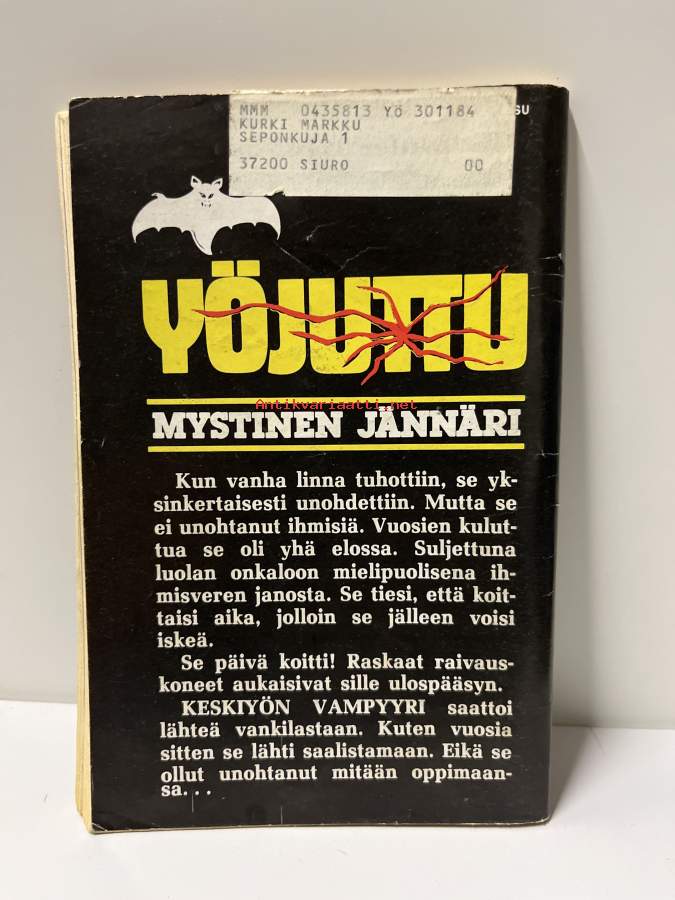 MMM 0435813 YÖ 301184
SU
KURKI MARKKU
SEPONKUJA 1
37200 SIURO 00
YÖJUTTU
Antikvariaatti.net
MYSTINEN JÄNNÄRI
Kun vanha linna tuhottiin, se yk-
sinkertaisesti unohdettiin. Mutta se
ei unohtanut ihmisiä. Vuosien kulut-
tua se oli yhä elossa. Suljettuna
luolan onkaloon mielipuolisena ih-
misveren janosta. Se tiesi, että koit-
taisi aika, jolloin se jälleen voisi
iskeä.
Se päivä koitti! Raskaat raivaus-
koneet aukaisivat sille ulospääsyn.
KESKIYÖN VAMPYYRI saattoi
lähteä vankilastaan. Kuten vuosia
sitten se lähti saalistamaan. Eikä se
ollut unohtanut mitään oppimaan-
sa...